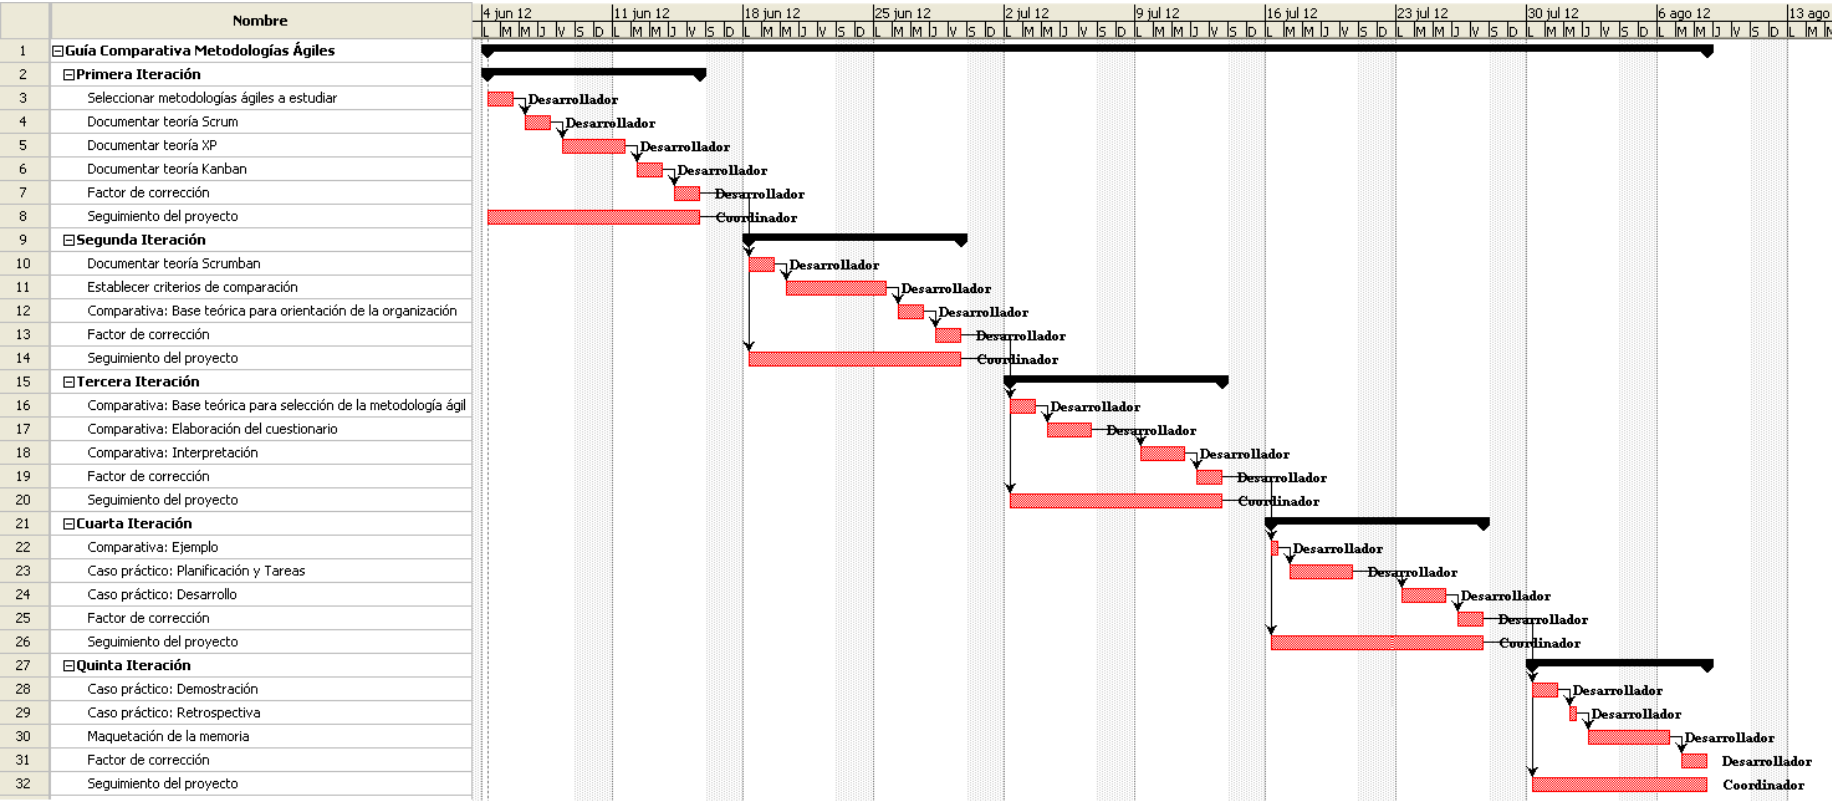 Nombre
4 jun 12 11 jun 12 18 jun 12 25 jun 12 2 jul 12 9 jul 12 16 jul 12 23 jul 12 30 jul 12 6 ago 12 13 ago
L M M J V S D L M M J V S D L M M J V S D L M M J V S D L M M J V S D L M M J V S D L M M J V S D L M M J V S D L M M J V S D L M M J V S D L M M
1 Guía Comparativa Metodologías Ágiles
2 Primera Iteración
3 Seleccionar metodologías ágiles a estudiar Desarrollador
4 Documentar teoría Scrum Desarrollador
5 Documentar teoría XP Desarrollador
6 Documentar teoría Kanban Desarrollador
7 Factor de corrección Desarrollador
8 Seguimiento del proyecto Coordinador
9 Segunda Iteración
10 Documentar teoría Scrumban Desarrollador
11 Establecer criterios de comparación Desarrollador
12 Comparativa: Base teórica para orientación de la organización Desarrollador
13 Factor de corrección Desarrollador
14 Seguimiento del proyecto Coordinador
15 Tercera Iteración
16 Comparativa: Base teórica para selección de la metodología ágil Desarrollador
17 Comparativa: Elaboración del cuestionario Desarrollador
18 Comparativa: Interpretación Desarrollador
19 Factor de corrección Desarrollador
20 Seguimiento del proyecto Coordinador
21 Cuarta Iteración
22 Comparativa: Ejemplo Desarrollador
23 Caso práctico: Planificación y Tareas Desarrollador
24 Caso práctico: Desarrollo Desarrollador
25 Factor de corrección Desarrollador
26 Seguimiento del proyecto Coordinador
27 Quinta Iteración
28 Caso práctico: Demostración Desarrollador
29 Caso práctico: Retrospectiva Desarrollador
30 Maquetación de la memoria Desarrollador
31 Factor de corrección Desarrollador
32 Seguimiento del proyecto Coordinador